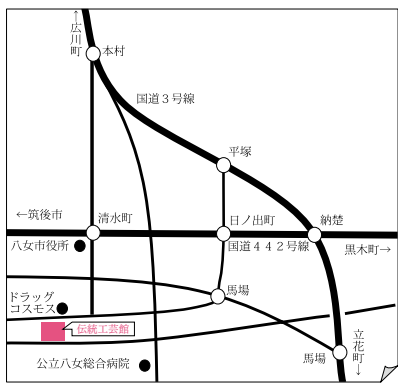 ↑広川町
本村
国道3号線
平塚
←筑後市
清水町
日ノ出町
納楚
八女市役所
国道442号線
黒木町→
馬場
ドラッグ
コスモス
伝統工芸館
馬場
立花町↓
公立八女総合病院